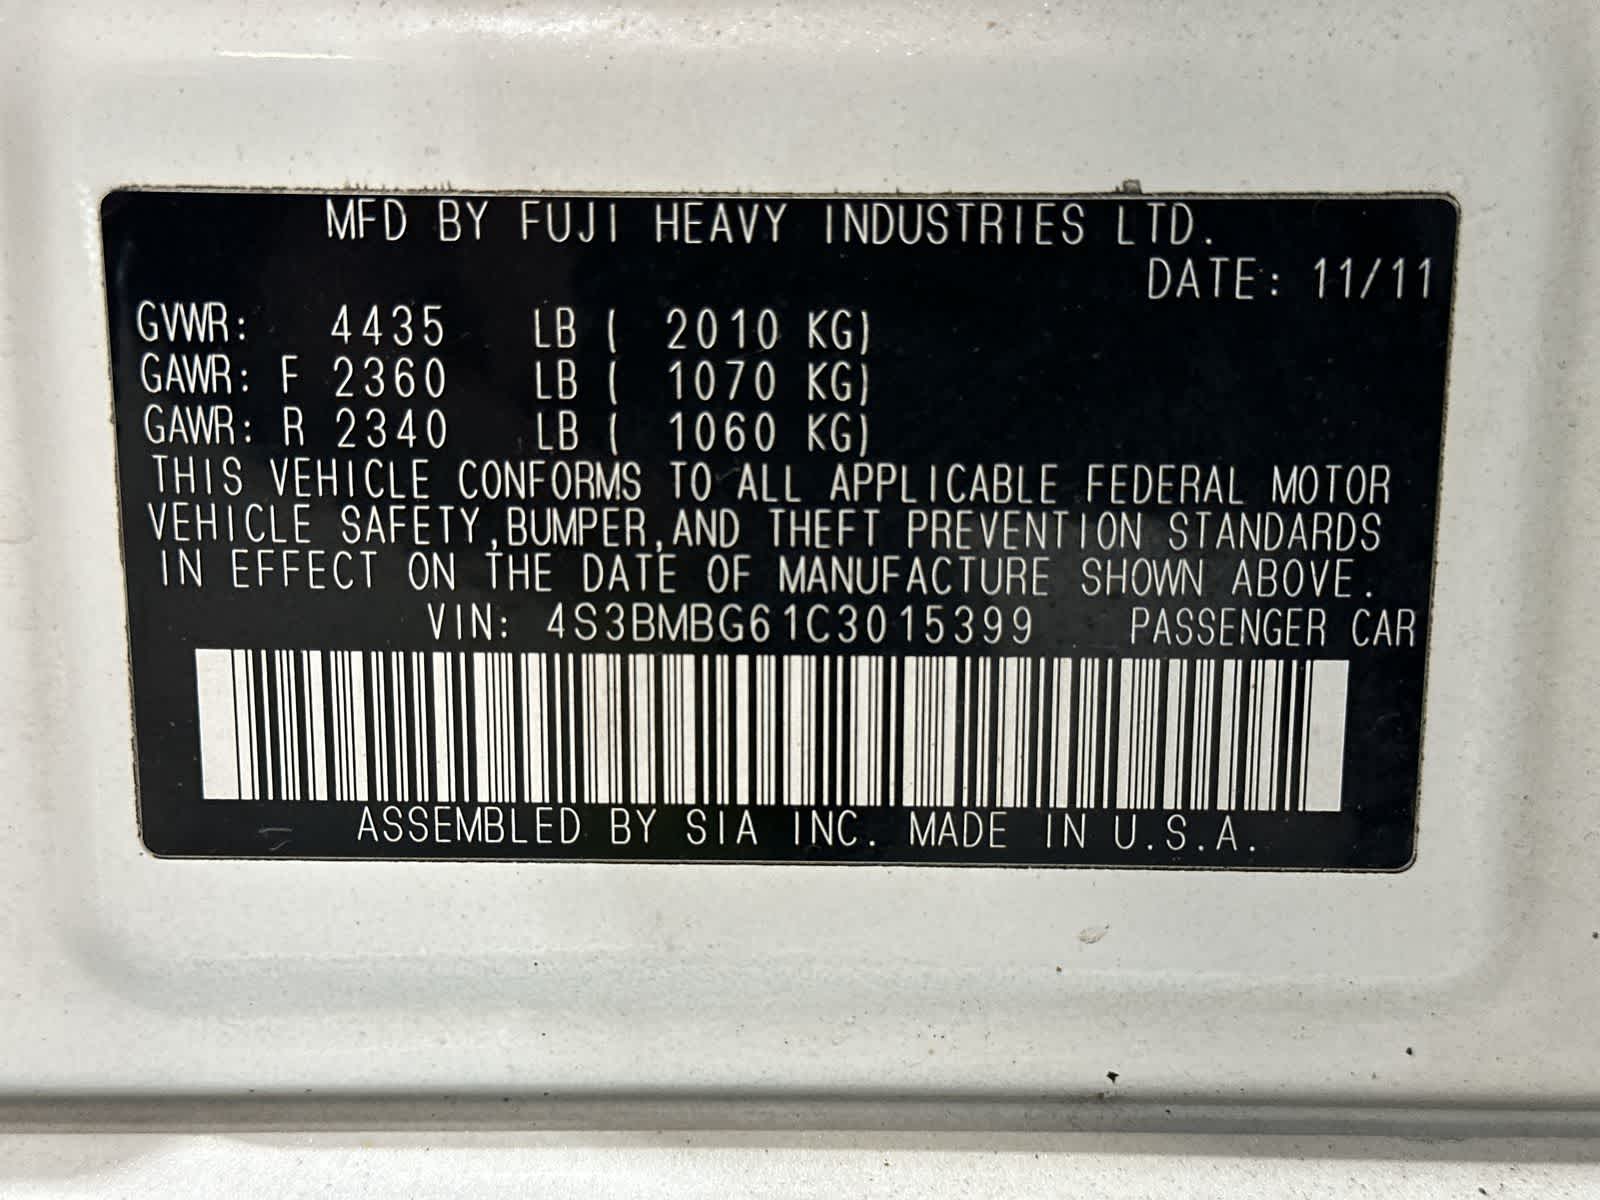 MFD BY FUJI HEAVY INDUSTRIES LTD.
DATE: 11/11
GVWR: 4435 LB ( 2010 KG)
GAWR: F 2360 LB ( 1070 KG)
GAWR: R 2340 LB ( 1060 KG)
THIS VEHICLE CONFORMS TO ALL APPLICABLE FEDERAL MOTOR
VEHICLE SAFETY,BUMPER,AND THEFT PREVENTION STANDARDS
IN EFFECT ON THE DATE OF MANUFACTURE SHOWN ABOVE.
VIN: 4S3BMBG61C3015399 PASSENGER CAR
ASSEMBLED BY SIA INC. MADE IN U.S.A.